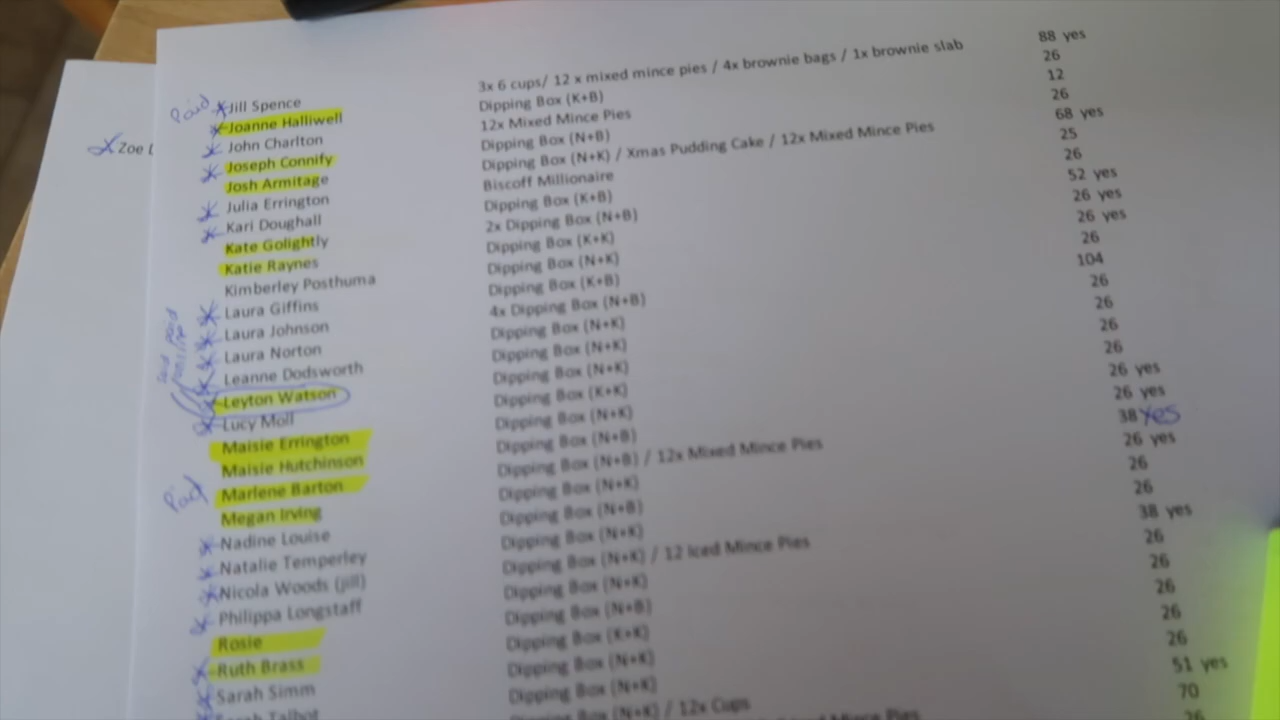 Paid Jill Spence 3x 6 cups/ 12 x mixed mince pies / 4x brownie bags / 1x brownie slab 88 yes
Joanne Halliwell Dipping Box (K+B) 26
John Charlton 12x Mixed Mince Pies 12
Joseph Connify Dipping Box (N+B) 26
Josh Armitage Dipping Box (N+K) / Xmas Pudding Cake / 12x Mixed Mince Pies 68 yes
Julia Errington Biscoff Millionaire 25
Kari Doughall Dipping Box (K+B) 26
Kate Golightly 2x Dipping Box (N+B) 52 yes
Katie Raynes Dipping Box (K+K) 26 yes
Kimberley Posthuma Dipping Box (N+K) 26 yes
Laura Giffins Dipping Box (K+B) 26
Laura Johnson 4x Dipping Box (N+B) 104
Laura Norton Dipping Box (N+K) 26
Leanne Dodsworth Dipping Box (N+K) 26
Leyton Watson Dipping Box (N+K) 26
Lucy Moll Dipping Box (K+K) 26
Maisie Errington Dipping Box (N+K) 26 yes
Maisie Hutchinson Dipping Box (N+B) 26 yes
Paid Marlene Barton Dipping Box (N+B) / 12x Mixed Mince Pies 38 Yes
Megan Irving Dipping Box (N+K) 26 yes
Nadine Louise Dipping Box (N+B) 26
Natalie Temperley Dipping Box (N+K) 26
Nicola Woods (jill) Dipping Box (N+K) / 12 Iced Mince Pies 38 yes
Philippa Longstaff Dipping Box (N+K) 26
Rosie Dipping Box (N+B) 26
Ruth Brass Dipping Box (K+K) 26
Sarah Simm Dipping Box (N+K) 26
Sarah Talbot Dipping Box (N+K) 26
Dipping Box (N+K) / 12x Cups 51 yes
Mince Pies 70
26
Zoe